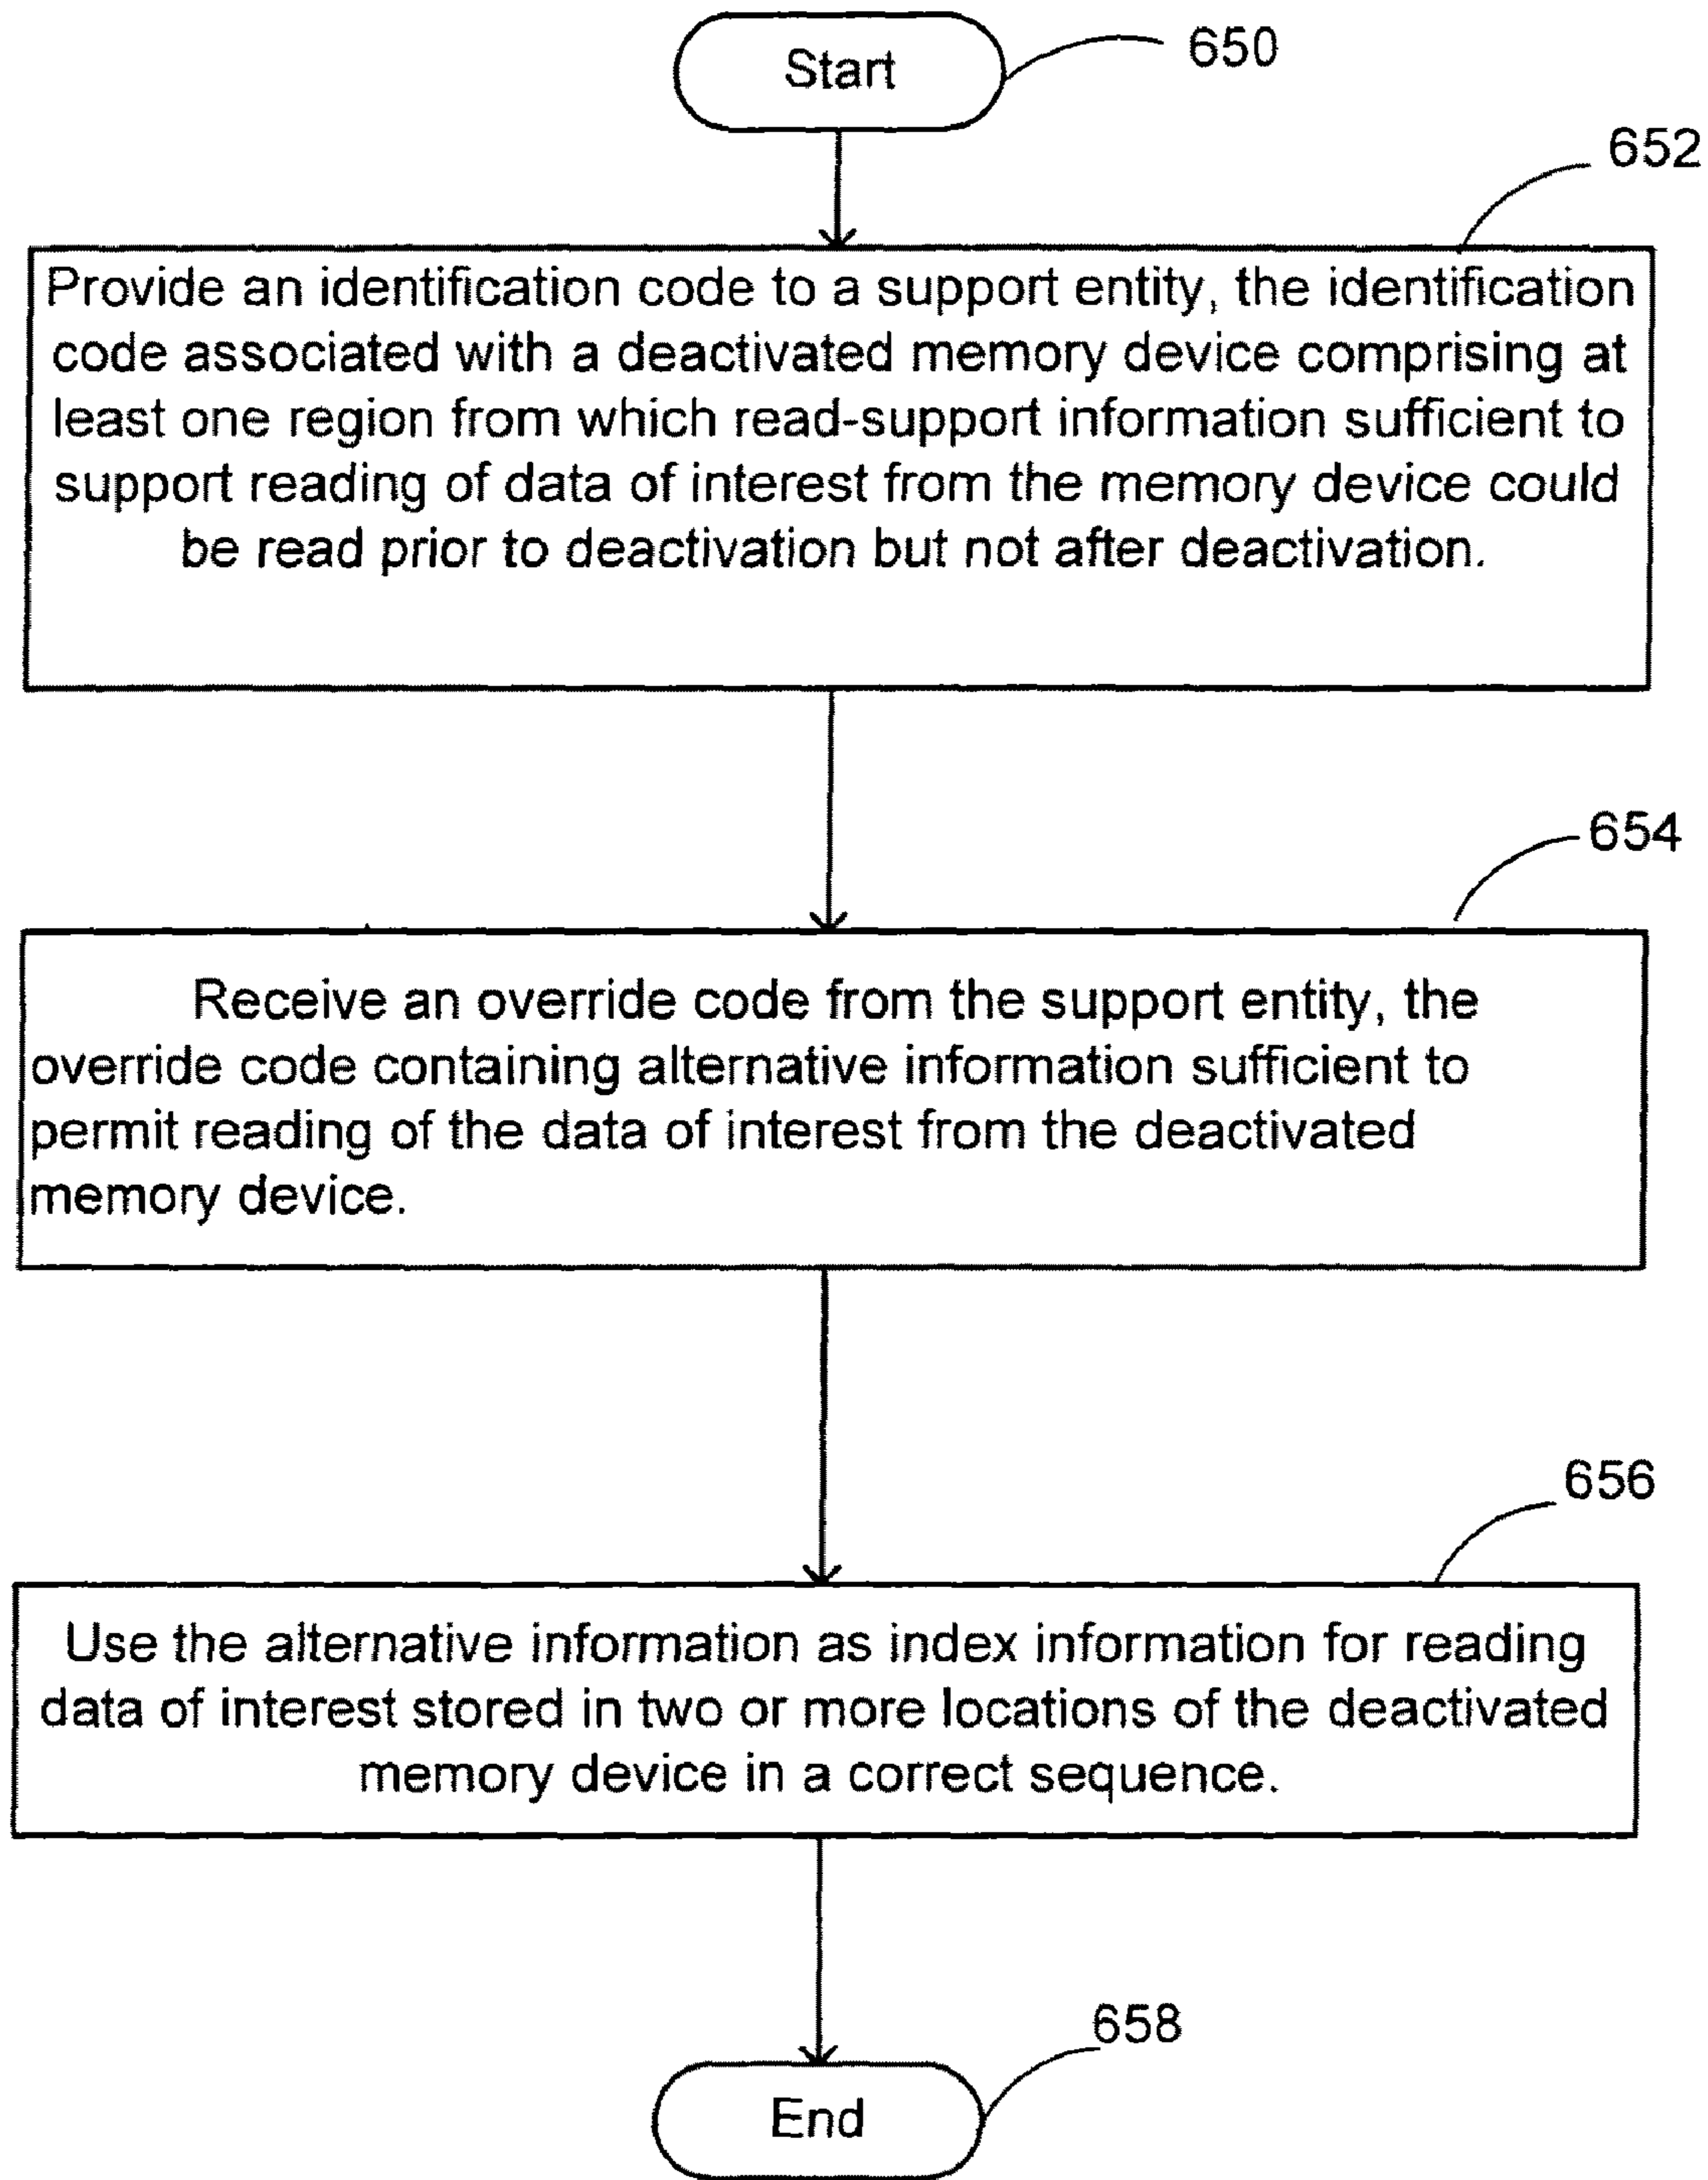 Start
650
652
Provide an identification code to a support entity, the identification
code associated with a deactivated memory device comprising at
least one region from which read-support information sufficient to
support reading of data of interest from the memory device could
be read prior to deactivation but not after deactivation.
654
Receive an override code from the support entity, the
override code containing alternative information sufficient to
permit reading of the data of interest from the deactivated
memory device.
656
Use the alternative information as index information for reading
data of interest stored in two or more locations of the deactivated
memory device in a correct sequence.
658
End